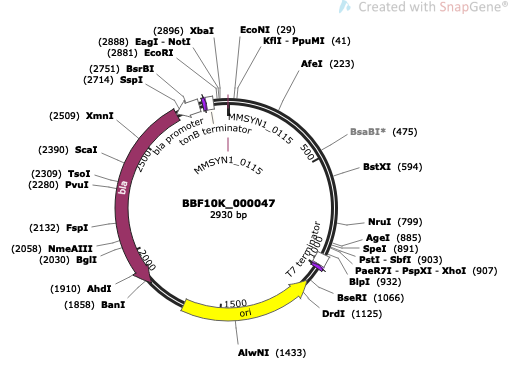 Created with SnapGene®
EcoNI (29)
KflI - PpuMI (41)
AfeI (223)
BsaBI* (475)
BstXI (594)
NruI (799)
AgeI (885)
SpeI (891)
PstI - SbfI (903)
PaeR7I - PspXI - XhoI (907)
BlpI (932)
BseRI (1066)
DrdI (1125)
AlwNI (1433)
(1858) BanI
(1910) AhdI
(2030) BglI
(2058) NmeAIII
(2132) FspI
(2280) PvuI
(2309) TsoI
(2390) ScaI
(2509) XmnI
(2714) SspI
(2751) BsrBI
(2881) EcoRI
(2888) EagI - NotI
(2896) XbaI
MMSYN1_0115
tonB terminator
bla promoter
MMSYN1_0115
bla
ori
T7 terminator
500
1000
1500
2000
2500
BBF10K_000047
2930 bp